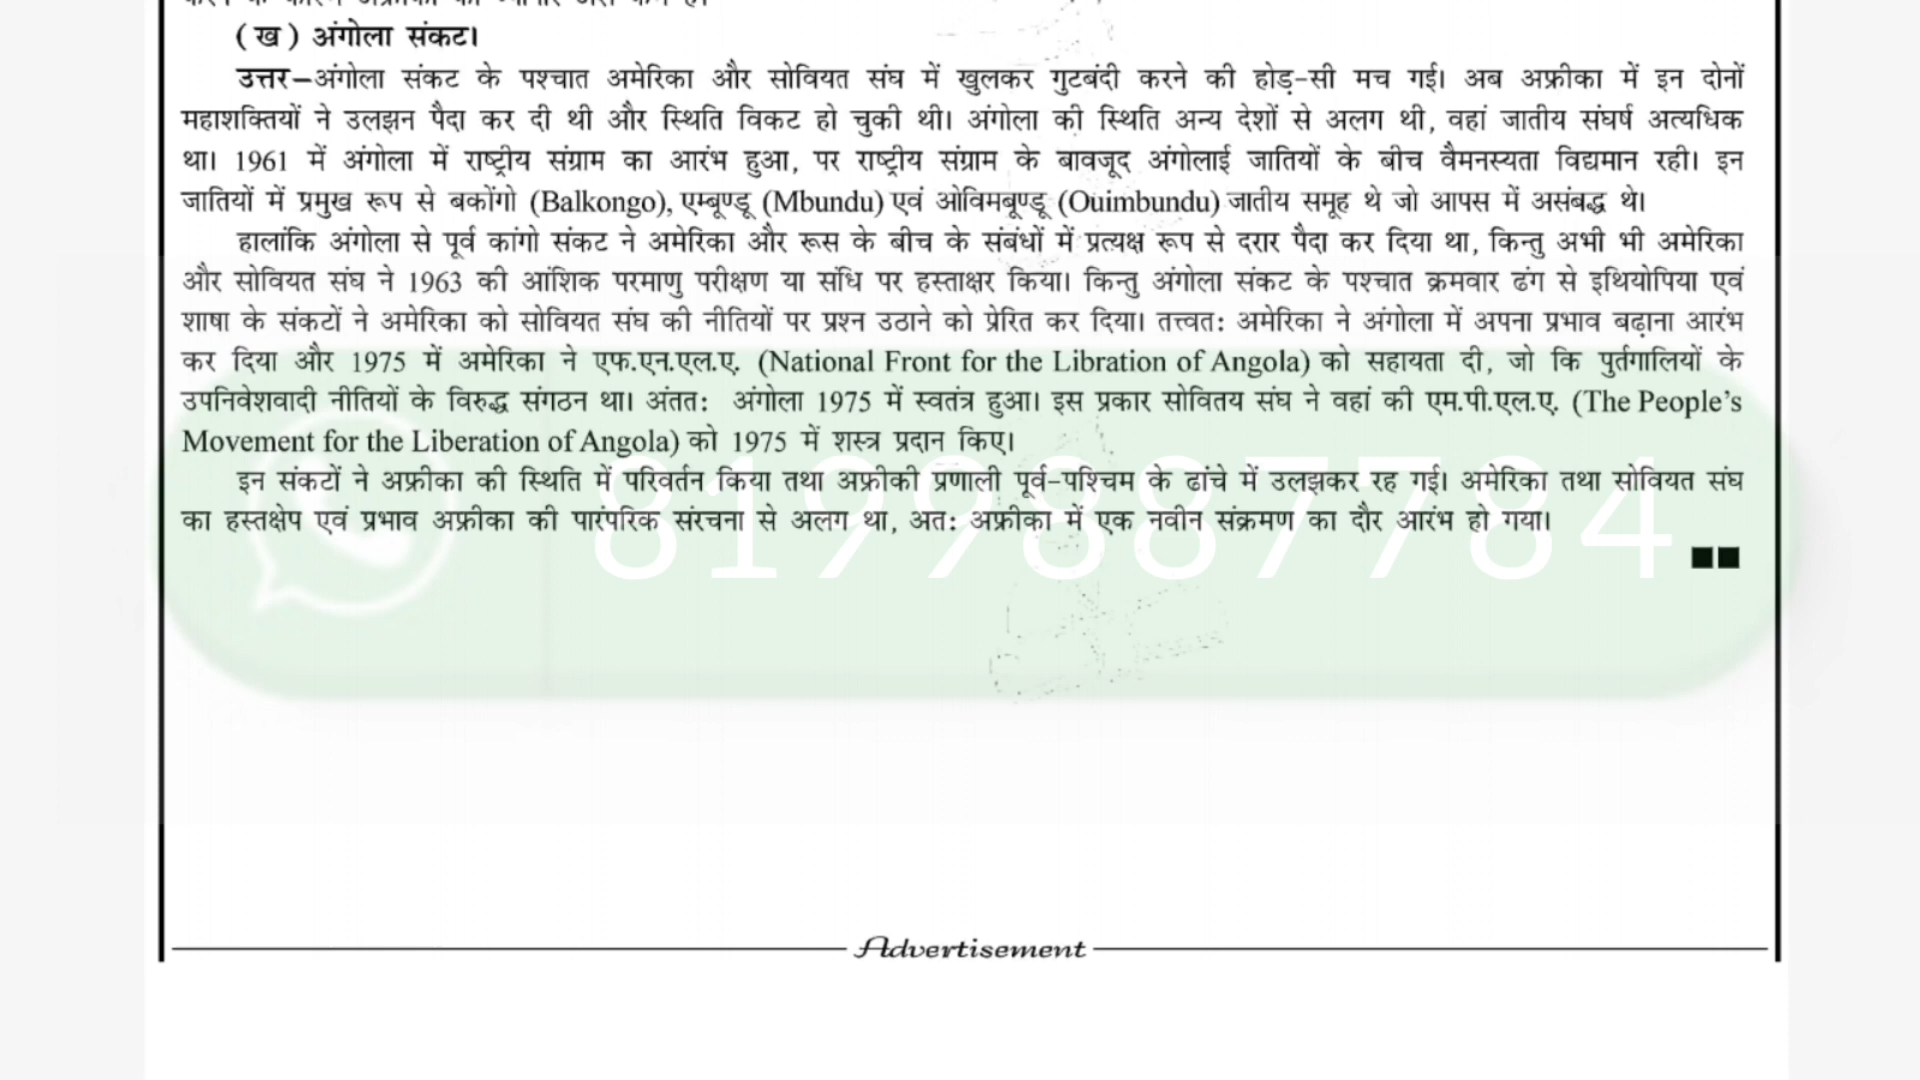 ( ख ) अंगोला संकट।
उत्तर–अंगोला संकट के पश्चात अमेरिका और सोवियत संघ में खुलकर गुटबंदी करने की होड़-सी मच गई। अब अफ्रीका में इन दोनों
महाशक्तियों ने उलझन पैदा कर दी थी और स्थिति विकट हो चुकी थी। अंगोला की स्थिति अन्य देशों से अलग थी, वहां जातीय संघर्ष अत्यधिक
था। 1961 में अंगोला में राष्ट्रीय संग्राम का आरंभ हुआ, पर राष्ट्रीय संग्राम के बावजूद अंगोलाई जातियों के बीच वैमनस्यता विद्यमान रही। इन
जातियों में प्रमुख रूप से बकोंगो (Balkongo), एम्बूण्डू (Mbundu) एवं ओविमबूण्डू (Ouimbundu) जातीय समूह थे जो आपस में असंबद्ध थे।
हालांकि अंगोला से पूर्व कांगो संकट ने अमेरिका और रूस के बीच के संबंधों में प्रत्यक्ष रूप से दरार पैदा कर दिया था, किन्तु अभी भी अमेरिका
और सोवियत संघ ने 1963 की आंशिक परमाणु परीक्षण या संधि पर हस्ताक्षर किया। किन्तु अंगोला संकट के पश्चात क्रमवार ढंग से इथियोपिया एवं
शाषा के संकटों ने अमेरिका को सोवियत संघ की नीतियों पर प्रश्न उठाने को प्रेरित कर दिया। तत्त्वत: अमेरिका ने अंगोला में अपना प्रभाव बढ़ाना आरंभ
कर दिया और 1975 में अमेरिका ने एफ.एन.एल.ए. (National Front for the Libration of Angola) को सहायता दी, जो कि पुर्तगालियों के
उपनिवेशवादी नीतियों के विरुद्ध संगठन था। अंतत: अंगोला 1975 में स्वतंत्र हुआ। इस प्रकार सोवितय संघ ने वहां की एम.पी.एल.ए. (The People’s
Movement for the Liberation of Angola) को 1975 में शस्त्र प्रदान किए।
इन संकटों ने अफ्रीका की स्थिति में परिवर्तन किया तथा अफ्रीकी प्रणाली पूर्व-पश्चिम के ढांचे में उलझकर रह गई। अमेरिका तथा सोवियत संघ
का हस्तक्षेप एवं प्रभाव अफ्रीका की पारंपरिक संरचना से अलग था, अत: अफ्रीका में एक नवीन संक्रमण का दौर आरंभ हो गया।
8199887784
Advertisement